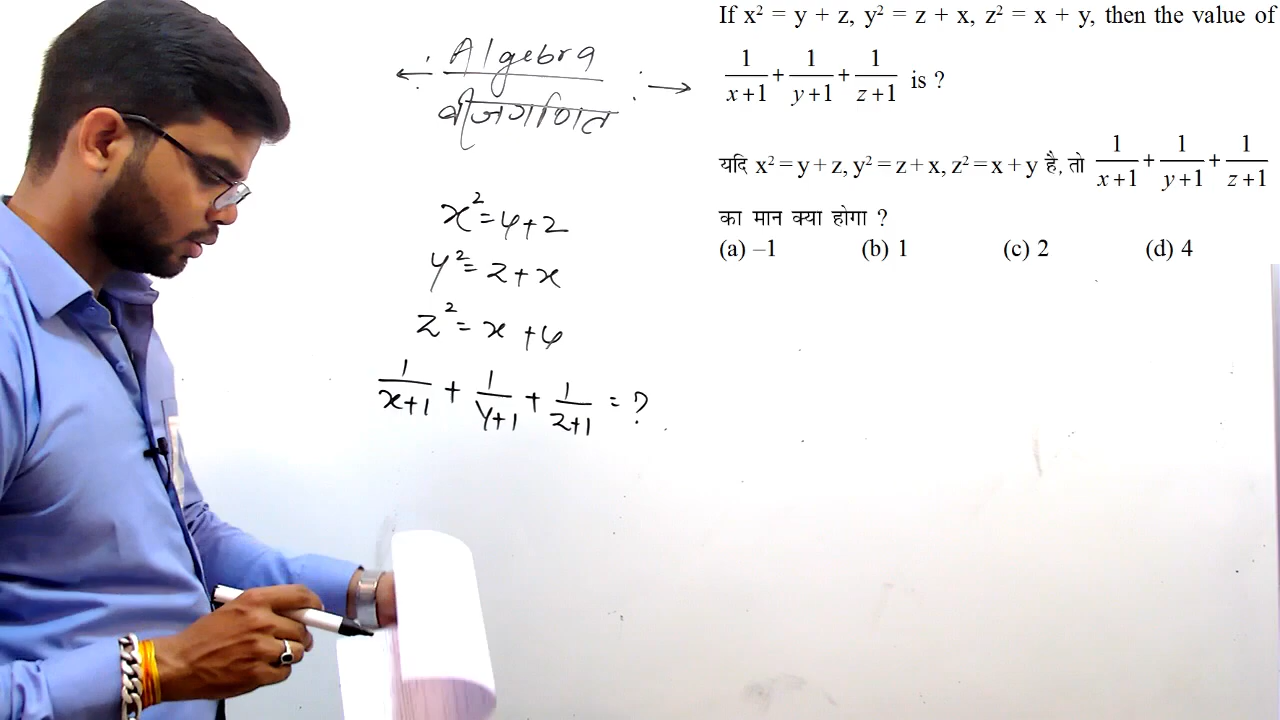 Algebra
बीजगणित
x² = y + z
y² = z + x
z² = x + y
1/(x+1) + 1/(y+1) + 1/(z+1) = ?
If x² = y + z, y² = z + x, z² = x + y, then the value of
1/(x+1) + 1/(y+1) + 1/(z+1) is ?
यदि x² = y + z, y² = z + x, z² = x + y है, तो 1/(x+1) + 1/(y+1) + 1/(z+1)
का मान क्या होगा ?
(a) –1 (b) 1 (c) 2 (d) 4